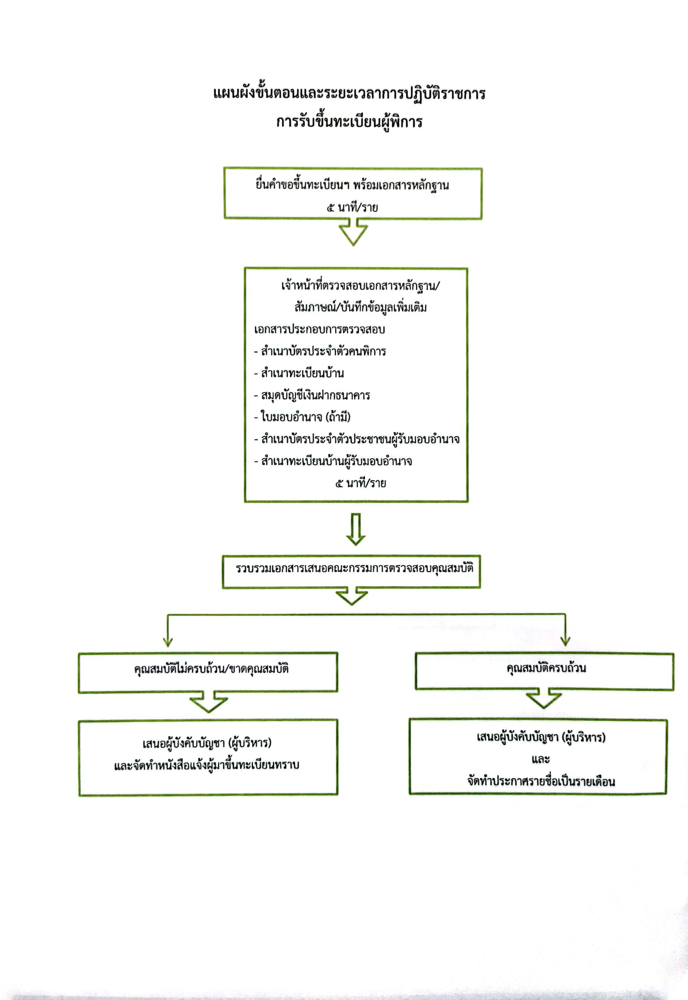 แผนผังขั้นตอนและระยะเวลาการปฏิบัติราชการ
การรับขึ้นทะเบียนผู้พิการ
ยื่นคำขอขึ้นทะเบียนฯ พร้อมเอกสารหลักฐาน
๕ นาที/ราย
เจ้าหน้าที่ตรวจสอบเอกสารหลักฐาน/
สัมภาษณ์/บันทึกข้อมูลเพิ่มเติม
เอกสารประกอบการตรวจสอบ
- สำเนาบัตรประจำตัวคนพิการ
- สำเนาทะเบียนบ้าน
- สมุดบัญชีเงินฝากธนาคาร
- ใบมอบอำนาจ (ถ้ามี)
- สำเนาบัตรประจำตัวประชาชนผู้รับมอบอำนาจ
- สำเนาทะเบียนบ้านผู้รับมอบอำนาจ
๕ นาที/ราย
รวบรวมเอกสารเสนอคณะกรรมการตรวจสอบคุณสมบัติ
คุณสมบัติไม่ครบถ้วน/ขาดคุณสมบัติ
เสนอผู้บังคับบัญชา (ผู้บริหาร)
และจัดทำหนังสือแจ้งผู้มาขึ้นทะเบียนทราบ
คุณสมบัติครบถ้วน
เสนอผู้บังคับบัญชา (ผู้บริหาร)
และ
จัดทำประกาศรายชื่อเป็นรายเดือน